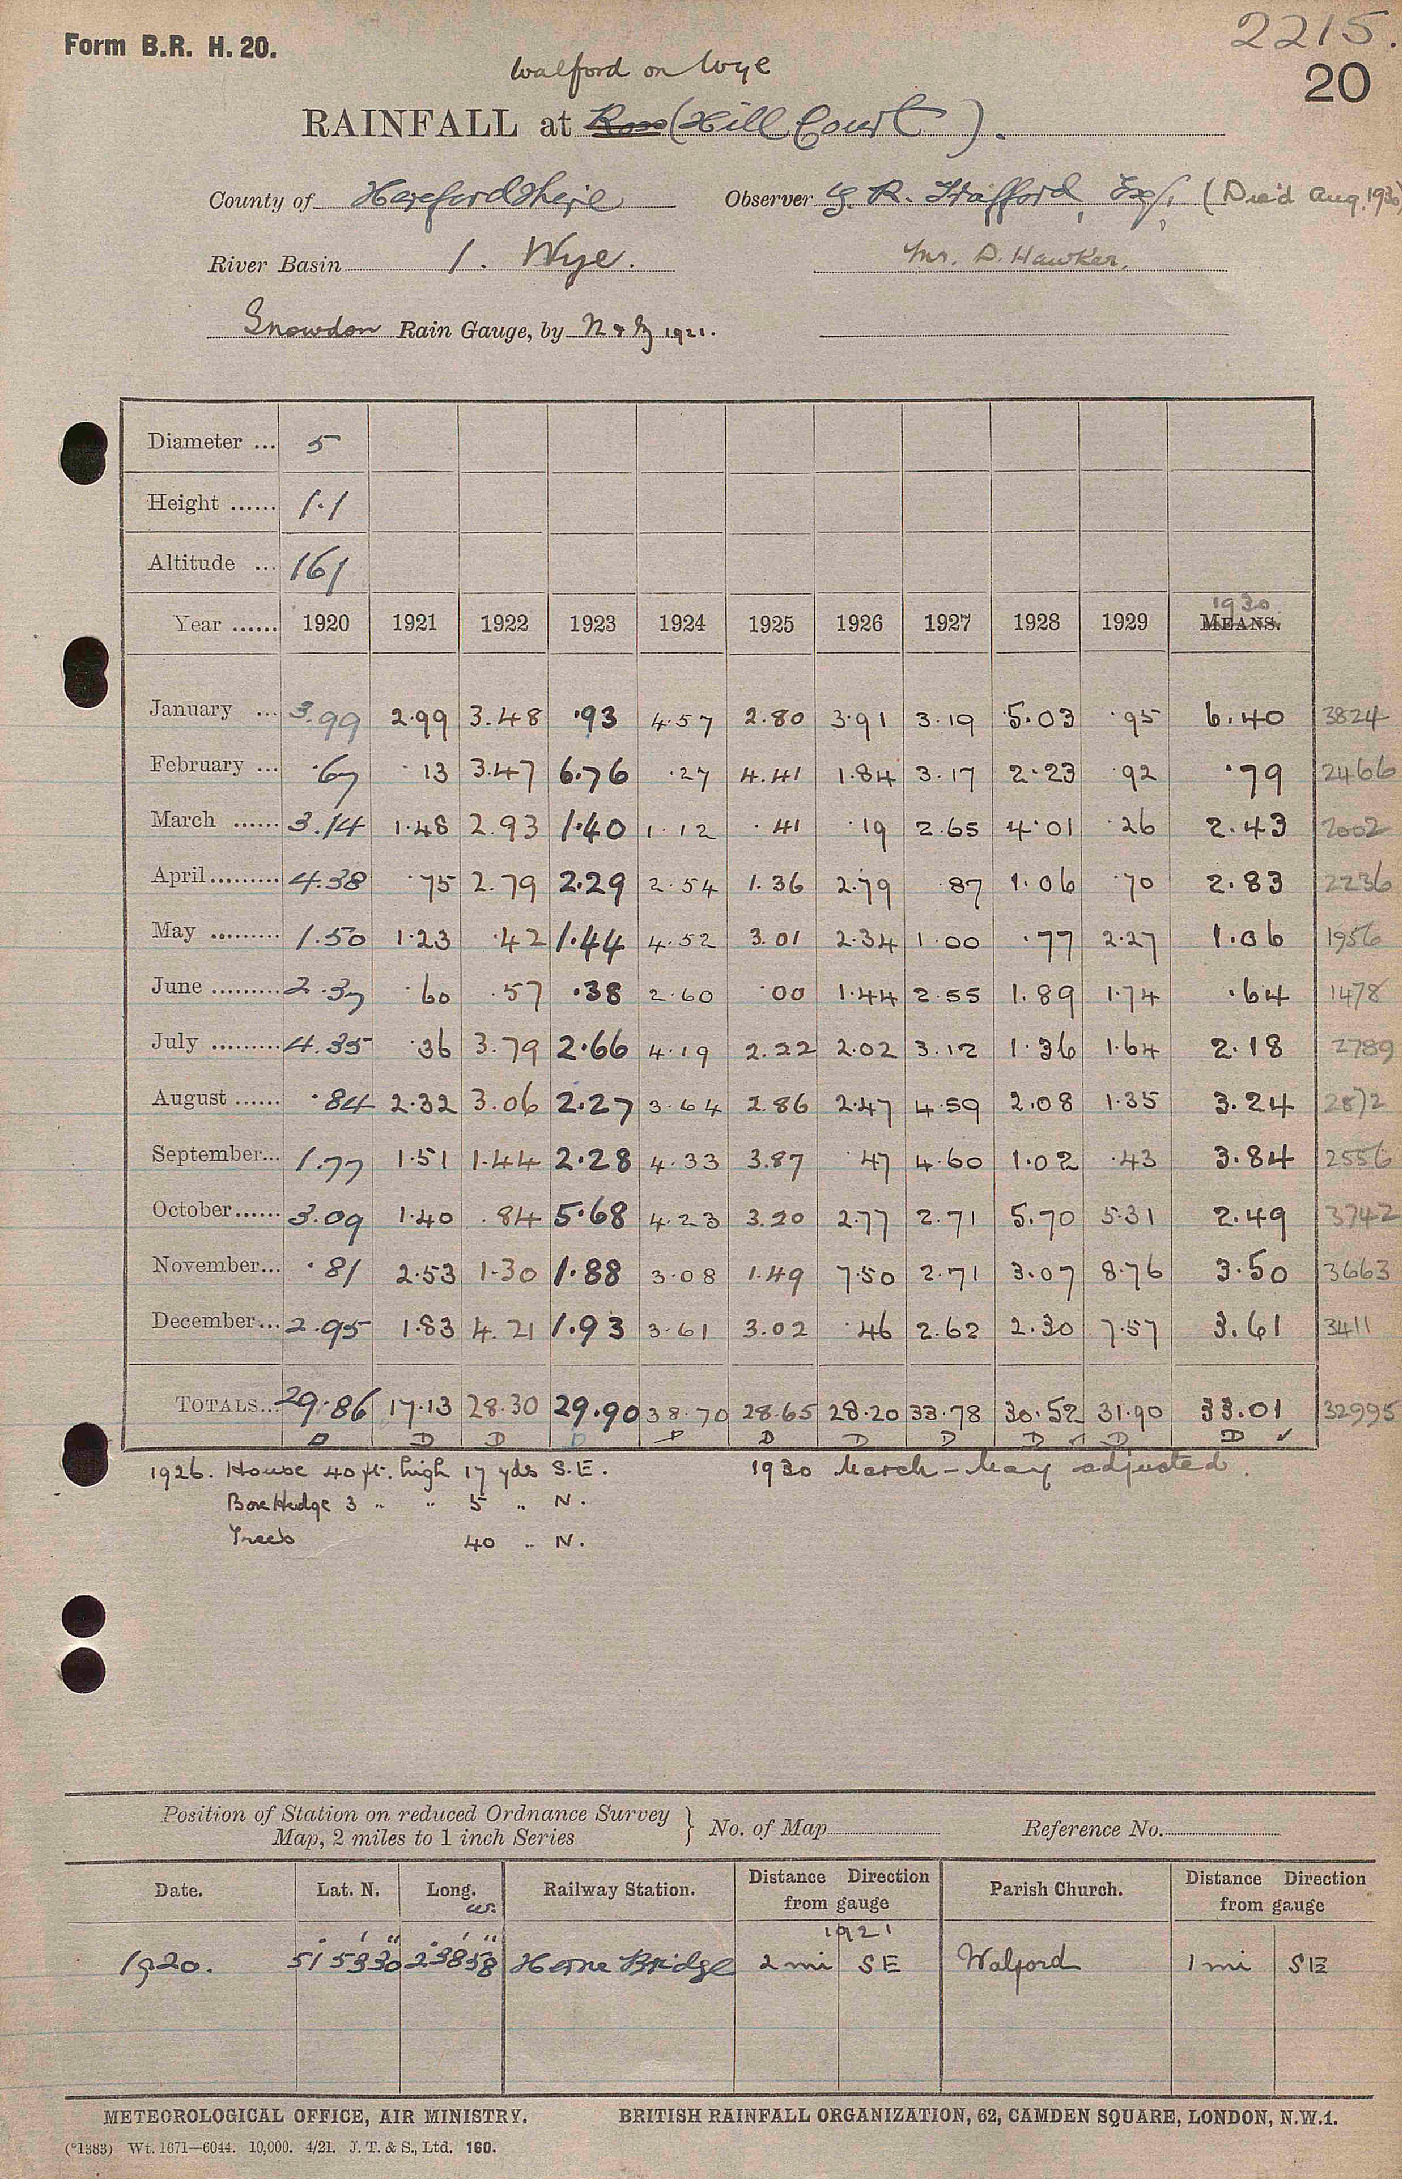 Form B.R. H. 20.
2215.
20
Walford on Wye
RAINFALL at Ross (Hill Court).
County of Herefordshire Observer G. R. Trafford, Esq. (Died Aug. 1930)
River Basin 1. Wye. Mr. D. Hawker.
Snowdon Rain Gauge, by N & Z 1921.
Diameter ... 5
Height ...... 1.1
Altitude ... 161
1930
Year ...... 1920 1921 1922 1923 1924 1925 1926 1927 1928 1929 MEANS.
January ... 3.99 2.99 3.48 .93 4.57 2.80 3.91 3.19 5.03 .95 6.40 3824
February ... .67 .13 3.47 6.76 .27 4.41 1.84 3.17 2.23 .92 .79 2466
March ...... 3.14 1.48 2.93 1.40 1.12 .41 .19 2.65 4.01 .26 2.43 2002
April......... 4.38 .75 2.79 2.29 2.54 1.36 2.79 .87 1.06 .70 2.83 2236
May ......... 1.50 1.23 .42 1.44 4.52 3.01 2.34 1.00 .77 2.27 1.06 1956
June ......... 2.37 .60 .57 .38 2.60 .00 1.44 2.55 1.89 1.74 .64 1478
July ......... 4.35 .36 3.79 2.66 4.19 2.22 2.02 3.12 1.36 1.64 2.18 2789
August ...... .84 2.32 3.06 2.27 3.64 2.86 2.47 4.59 2.08 1.35 3.24 2872
September... 1.77 1.51 1.44 2.28 4.33 3.87 .47 4.60 1.02 .43 3.84 2556
October...... 3.09 1.40 .84 5.68 4.23 3.20 2.77 2.71 5.70 5.31 2.49 3742
November... .81 2.53 1.30 1.88 3.08 1.49 7.50 2.71 3.07 8.76 3.50 3663
December... 2.95 1.83 4.21 1.93 3.61 3.02 .46 2.62 2.30 7.57 3.61 3411
TOTALS... 29.86 17.13 28.30 29.90 38.70 28.65 28.20 33.78 30.52 31.90 33.01 32995
D D D D D D D D D D D ✓
1926. House 40 ft. high 17 yds S.E. 1930 March - May adjusted.
Box Hedge 3 " " 5 " N.
Trees 40 " N.
Position of Station on reduced Ordnance Survey
Map, 2 miles to 1 inch Series } No. of Map Reference No.
Date. Lat. N. Long. W. Railway Station. Distance Direction from gauge Parish Church. Distance Direction from gauge
1921
1920. 51° 53' 30" 2° 38' 58" Herne Bridge 2 mi SE Walford 1 mi SE
METEOROLOGICAL OFFICE, AIR MINISTRY. BRITISH RAINFALL ORGANIZATION, 62, CAMDEN SQUARE, LONDON, N.W.1.
(*1383) Wt. 1671—6044. 10,000. 4/21. J. T. & S., Ltd. 160.